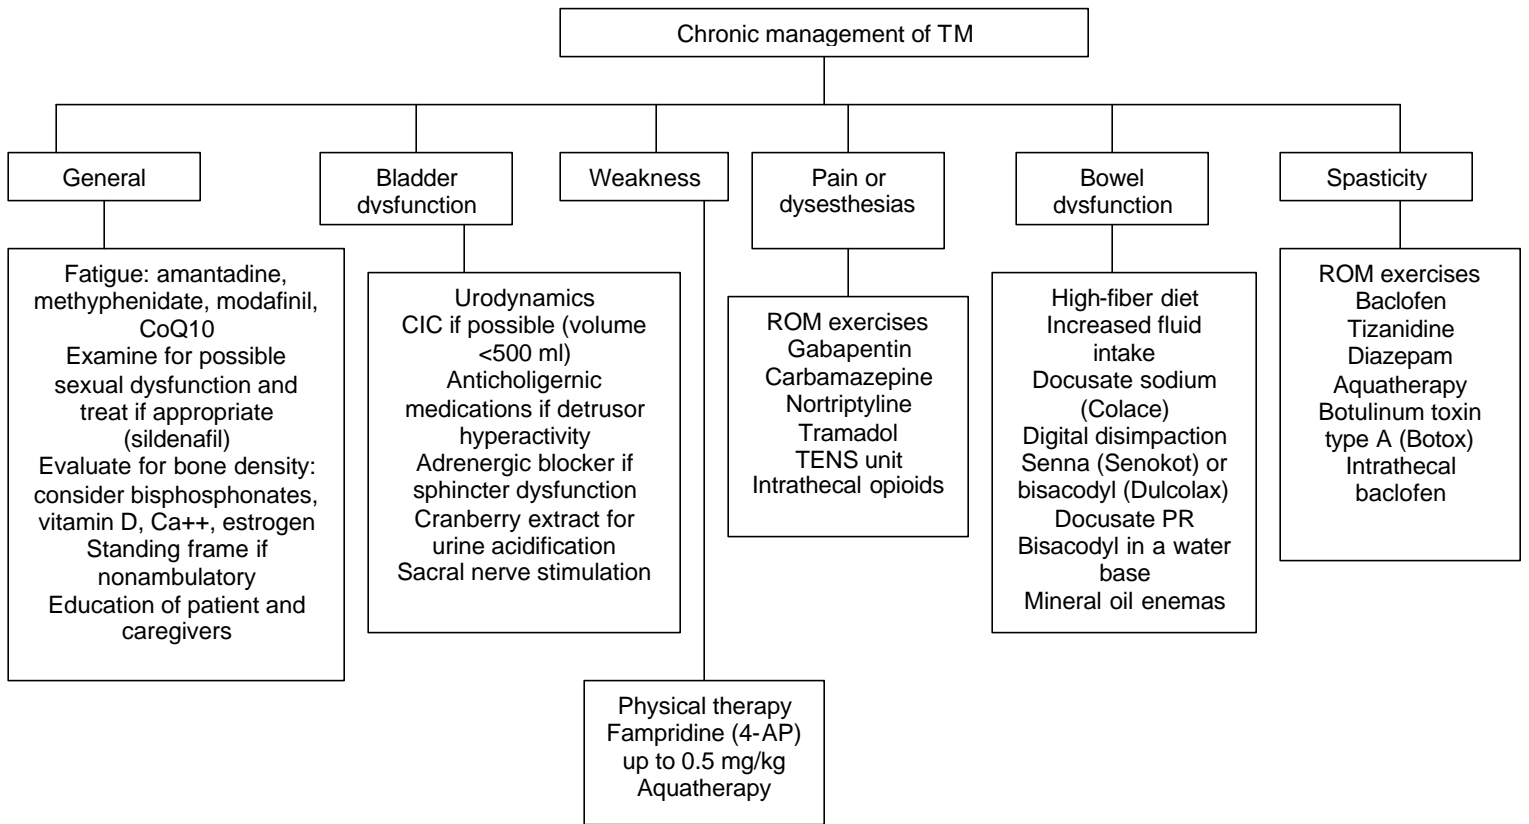 Chronic management of TM
General
Bladder
dysfunction
Weakness
Pain or
dysesthesias
Bowel
dysfunction
Spasticity
Fatigue: amantadine,
methyphenidate, modafinil,
CoQ10
Examine for possible
sexual dysfunction and
treat if appropriate
(sildenafil)
Evaluate for bone density:
consider bisphosphonates,
vitamin D, Ca++, estrogen
Standing frame if
nonambulatory
Education of patient and
caregivers
Urodynamics
CIC if possible (volume
<500 ml)
Anticholigernic
medications if detrusor
hyperactivity
Adrenergic blocker if
sphincter dysfunction
Cranberry extract for
urine acidification
Sacral nerve stimulation
Physical therapy
Fampridine (4-AP)
up to 0.5 mg/kg
Aquatherapy
ROM exercises
Gabapentin
Carbamazepine
Nortriptyline
Tramadol
TENS unit
Intrathecal opioids
High-fiber diet
Increased fluid
intake
Docusate sodium
(Colace)
Digital disimpaction
Senna (Senokot) or
bisacodyl (Dulcolax)
Docusate PR
Bisacodyl in a water
base
Mineral oil enemas
ROM exercises
Baclofen
Tizanidine
Diazepam
Aquatherapy
Botulinum toxin
type A (Botox)
Intrathecal
baclofen